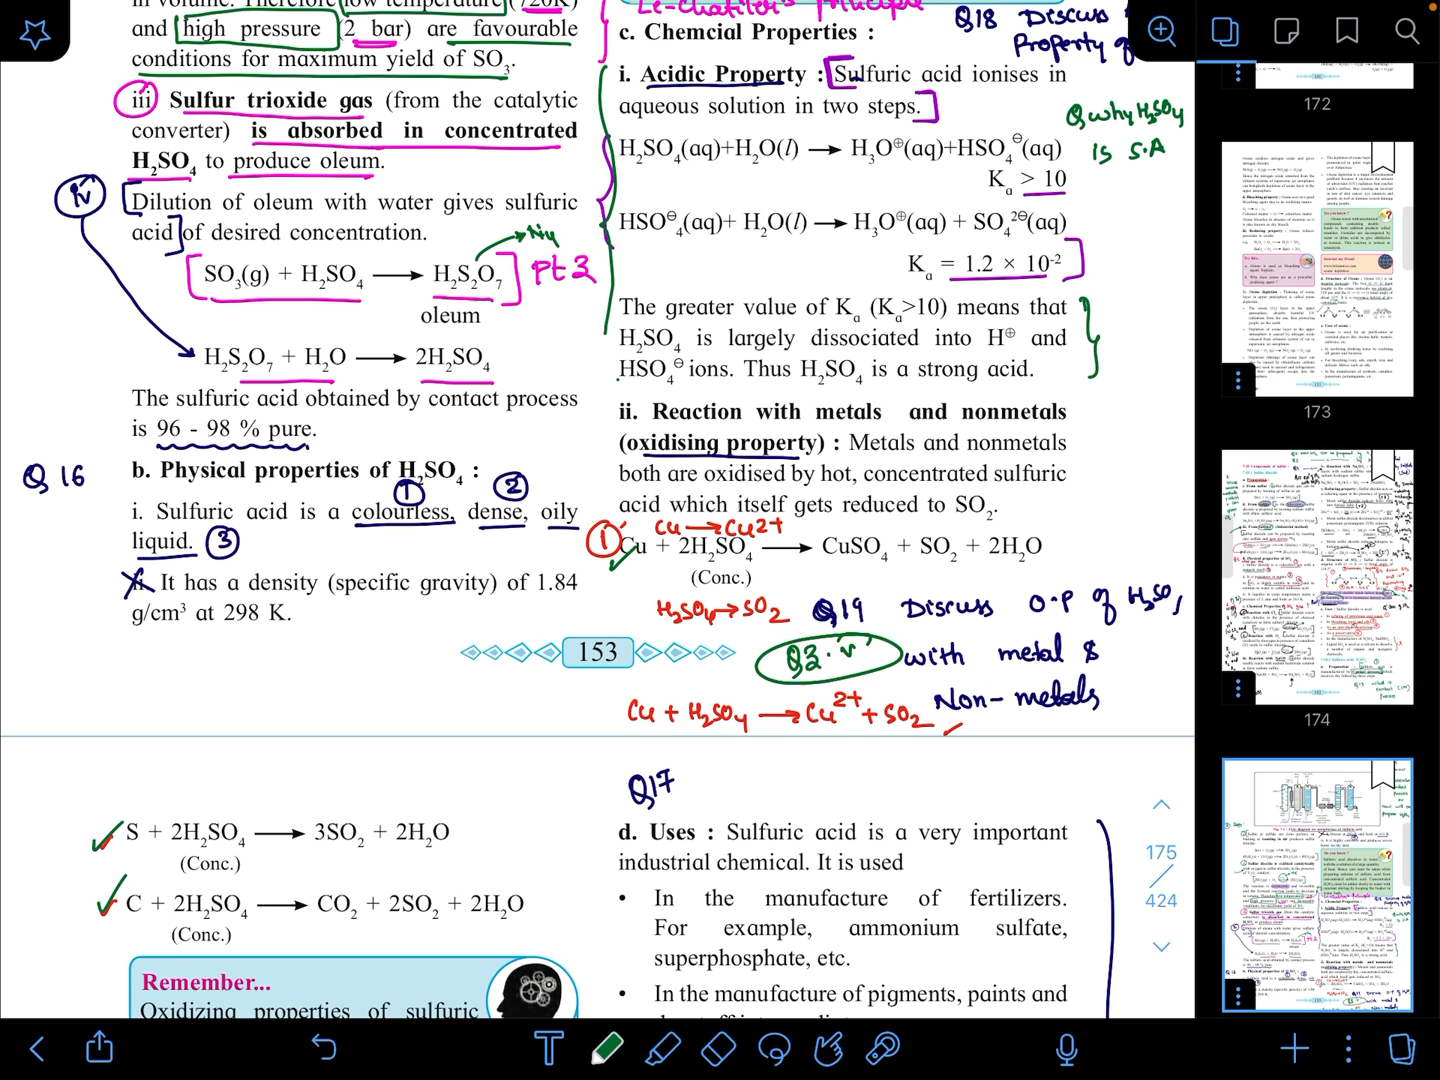 and high pressure (2 bar) are favourable
conditions for maximum yield of SO₃.
iii Sulfur trioxide gas (from the catalytic
converter) is absorbed in concentrated
H₂SO₄ to produce oleum.
iv
Dilution of oleum with water gives sulfuric
acid of desired concentration.
SO₃(g) + H₂SO₄ ⟶ H₂S₂O₇ pt 3
oleum
H₂S₂O₇ + H₂O ⟶ 2H₂SO₄
The sulfuric acid obtained by contact process
is 96 - 98 % pure.
Q 16
b. Physical properties of H₂SO₄ :
1 2
i. Sulfuric acid is a colourless, dense, oily
liquid. 3
ii. It has a density (specific gravity) of 1.84
g/cm³ at 298 K.
Le-chatlier's principle
Q18 Discuss
Property of
c. Chemcial Properties :
i. Acidic Property : Sulfuric acid ionises in
aqueous solution in two steps.
Q why H₂SO₄
is S.A
H₂SO₄(aq)+H₂O(l) ⟶ H₃O⊕(aq)+HSO₄⊖(aq)
Kₐ > 10
HSO⊖₄(aq)+ H₂O(l) ⟶ H₃O⊕(aq) + SO₄²⊖(aq)
Kₐ = 1.2 × 10⁻²
The greater value of Kₐ (Kₐ>10) means that
H₂SO₄ is largely dissociated into H⊕ and
HSO₄⊖ ions. Thus H₂SO₄ is a strong acid.
ii. Reaction with metals and nonmetals
(oxidising property) : Metals and nonmetals
both are oxidised by hot, concentrated sulfuric
acid which itself gets reduced to SO₂.
Cu ⟶ Cu2+
1 Cu + 2H₂SO₄ ⟶ CuSO₄ + SO₂ + 2H₂O
(Conc.)
H₂SO₄ → SO₂
Q19 Discuss O.P of H₂SO₄
with metal &
Non-metals
Q2.v
Cu + H₂SO₄ ⟶ Cu²⁺ + SO₂
153
S + 2H₂SO₄ ⟶ 3SO₂ + 2H₂O
(Conc.)
C + 2H₂SO₄ ⟶ CO₂ + 2SO₂ + 2H₂O
(Conc.)
Remember...
Oxidizing properties of sulfuric
Q17
d. Uses : Sulfuric acid is a very important
industrial chemical. It is used
• In the manufacture of fertilizers.
For example, ammonium sulfate,
superphosphate, etc.
• In the manufacture of pigments, paints and
175
424
172
173
174
T